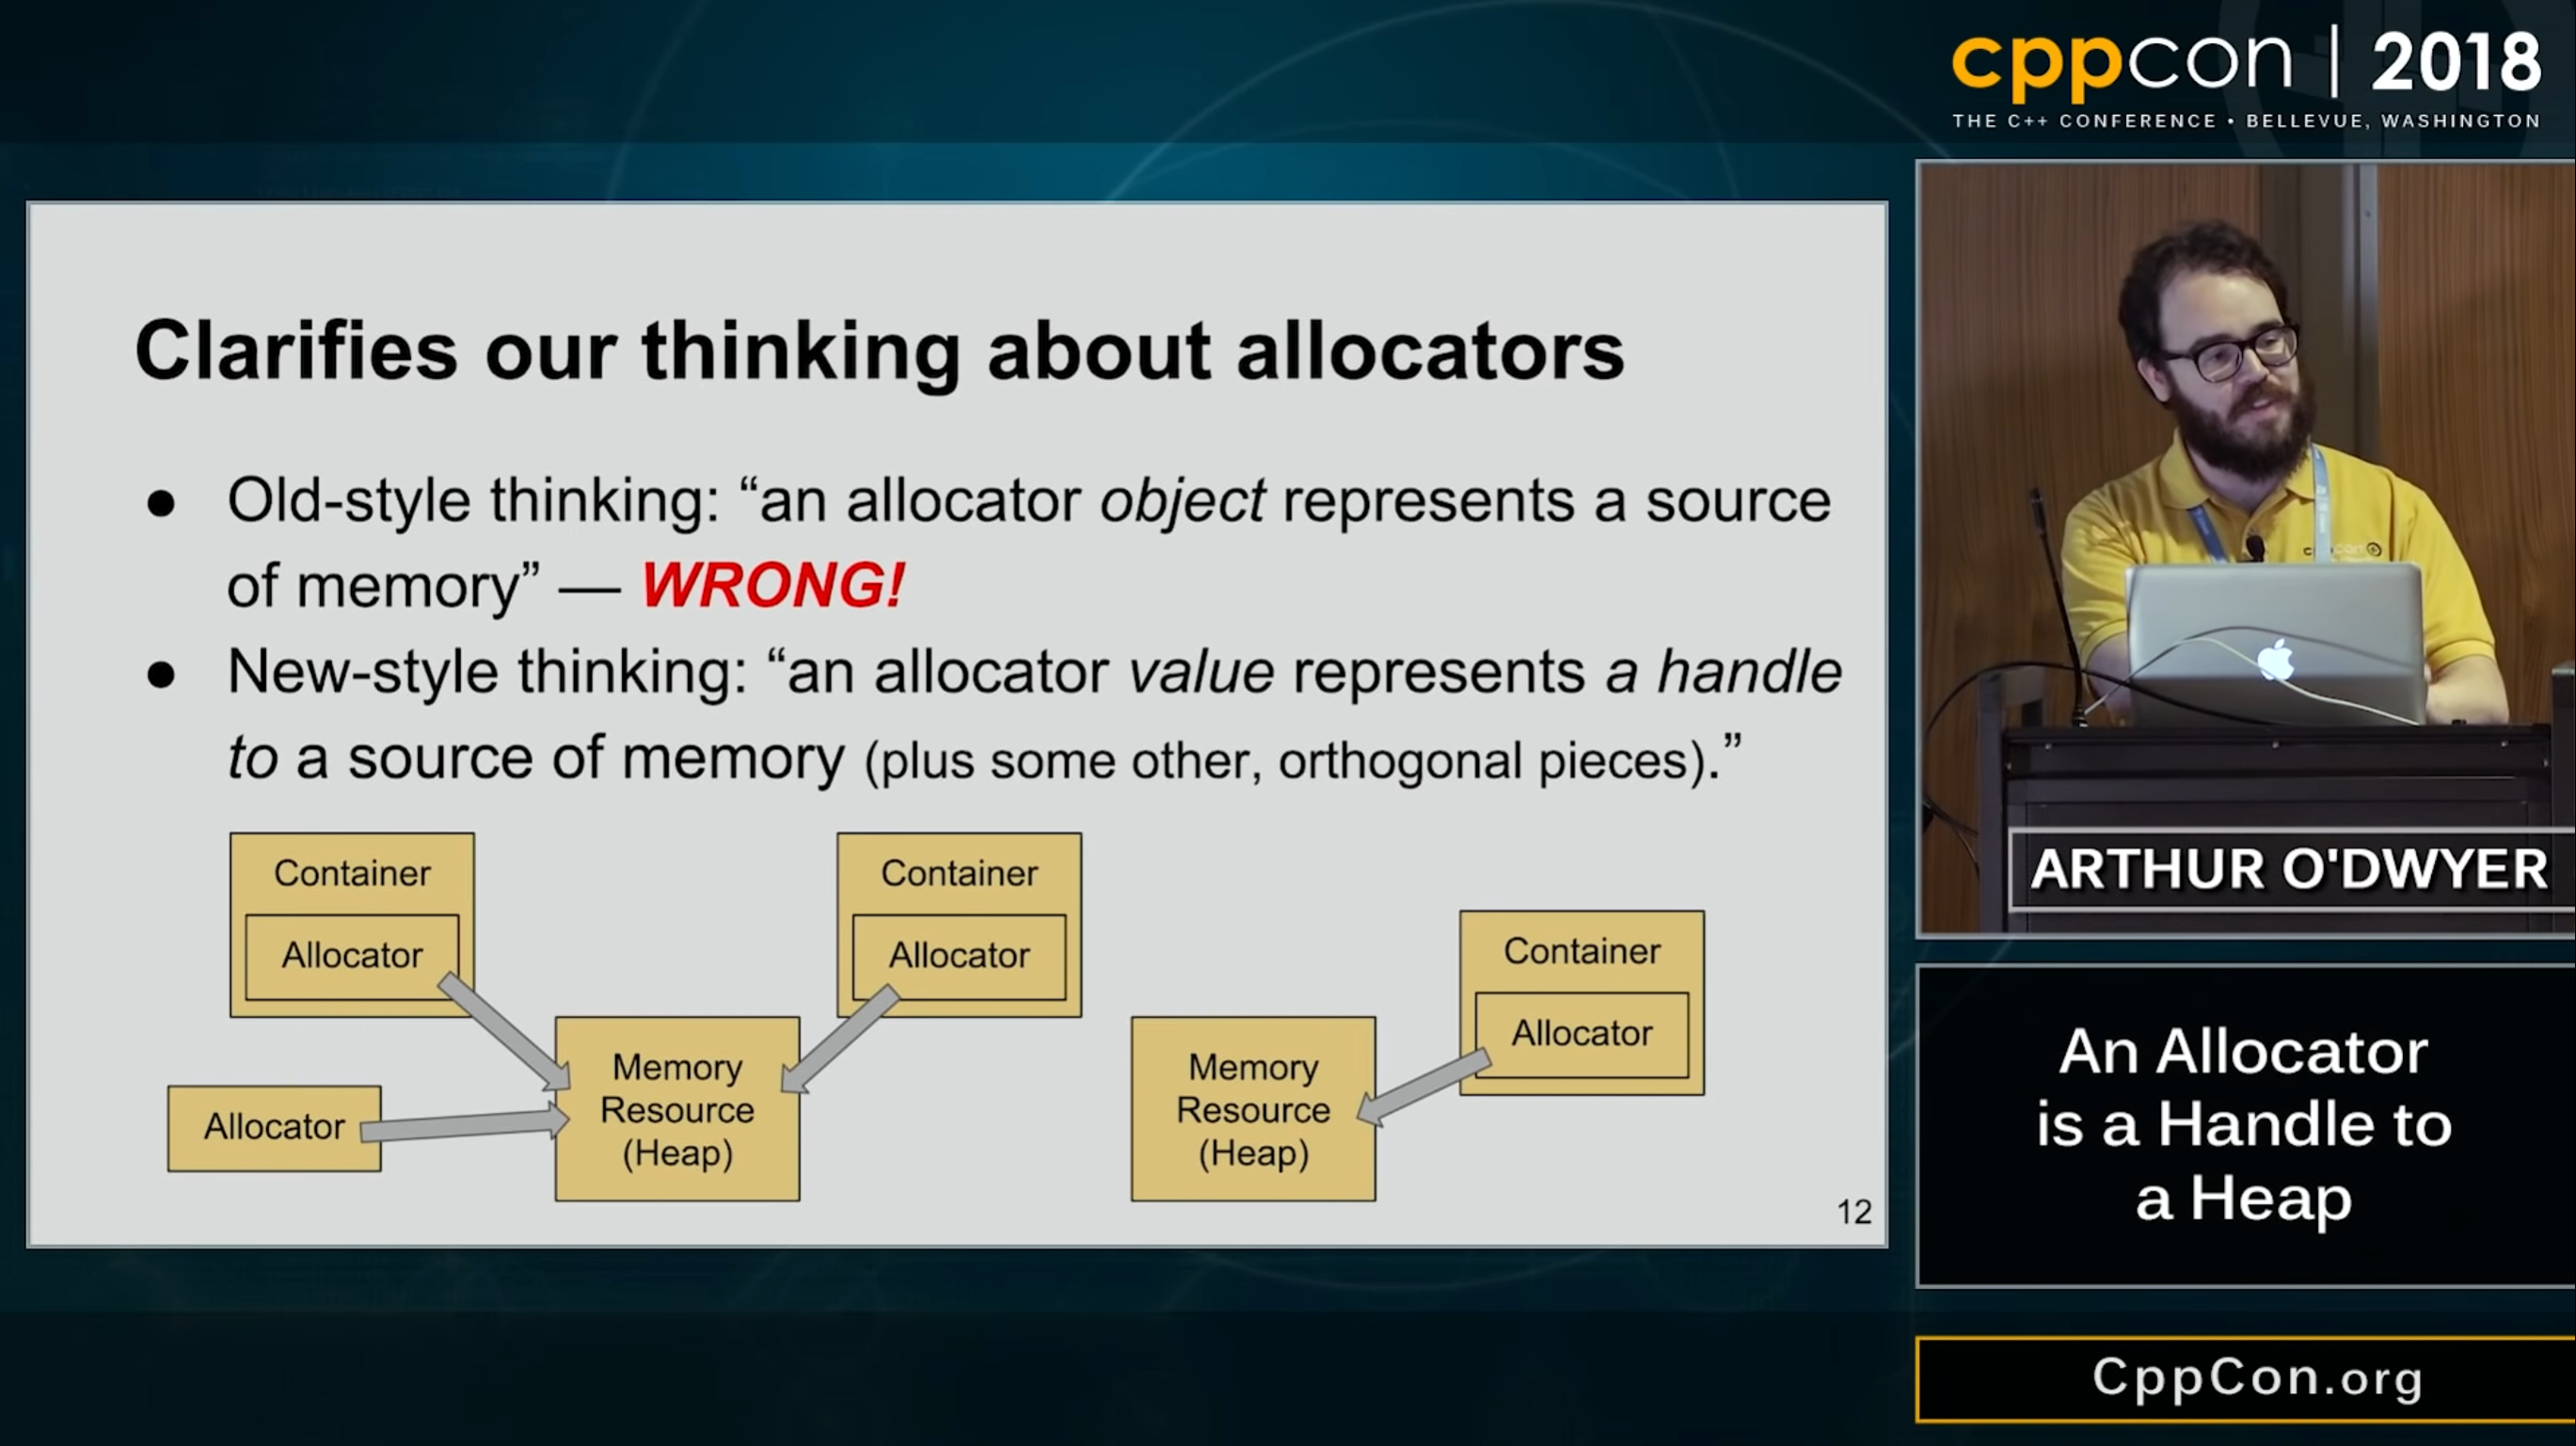 cppcon | 2018
THE C++ CONFERENCE • BELLEVUE, WASHINGTON
Clarifies our thinking about allocators
● Old-style thinking: “an allocator object represents a source
of memory” — WRONG!
● New-style thinking: “an allocator value represents a handle
to a source of memory (plus some other, orthogonal pieces).”
Container
Allocator
Container
Allocator
Container
Allocator
Allocator
Memory
Resource
(Heap)
Memory
Resource
(Heap)
12
ARTHUR O'DWYER
An Allocator
is a Handle to
a Heap
CppCon.org